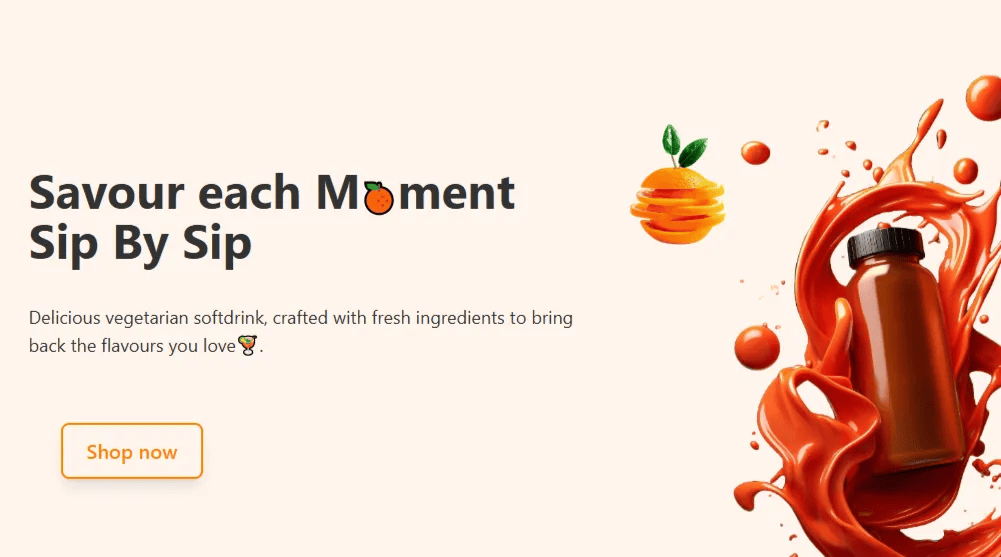 Savour each M🍊ment
Sip By Sip
Delicious vegetarian softdrink, crafted with fresh ingredients to bring
back the flavours you love🍹.
Shop now